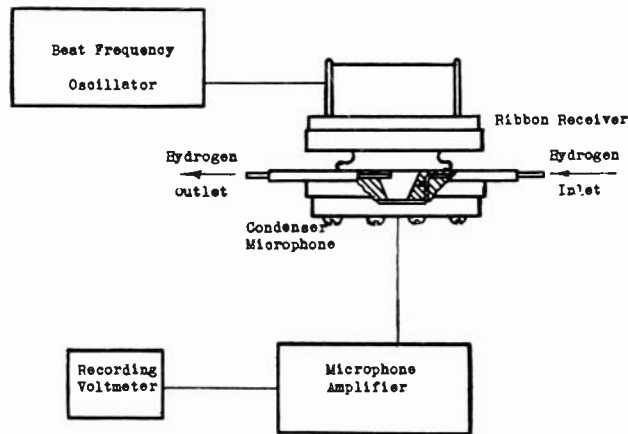 Beat Frequency
Oscillator
Ribbon Receiver
Hydrogen
Outlet
Hydrogen
Inlet
Condenser
Microphone
Recording
Voltmeter
Microphone
Amplifier